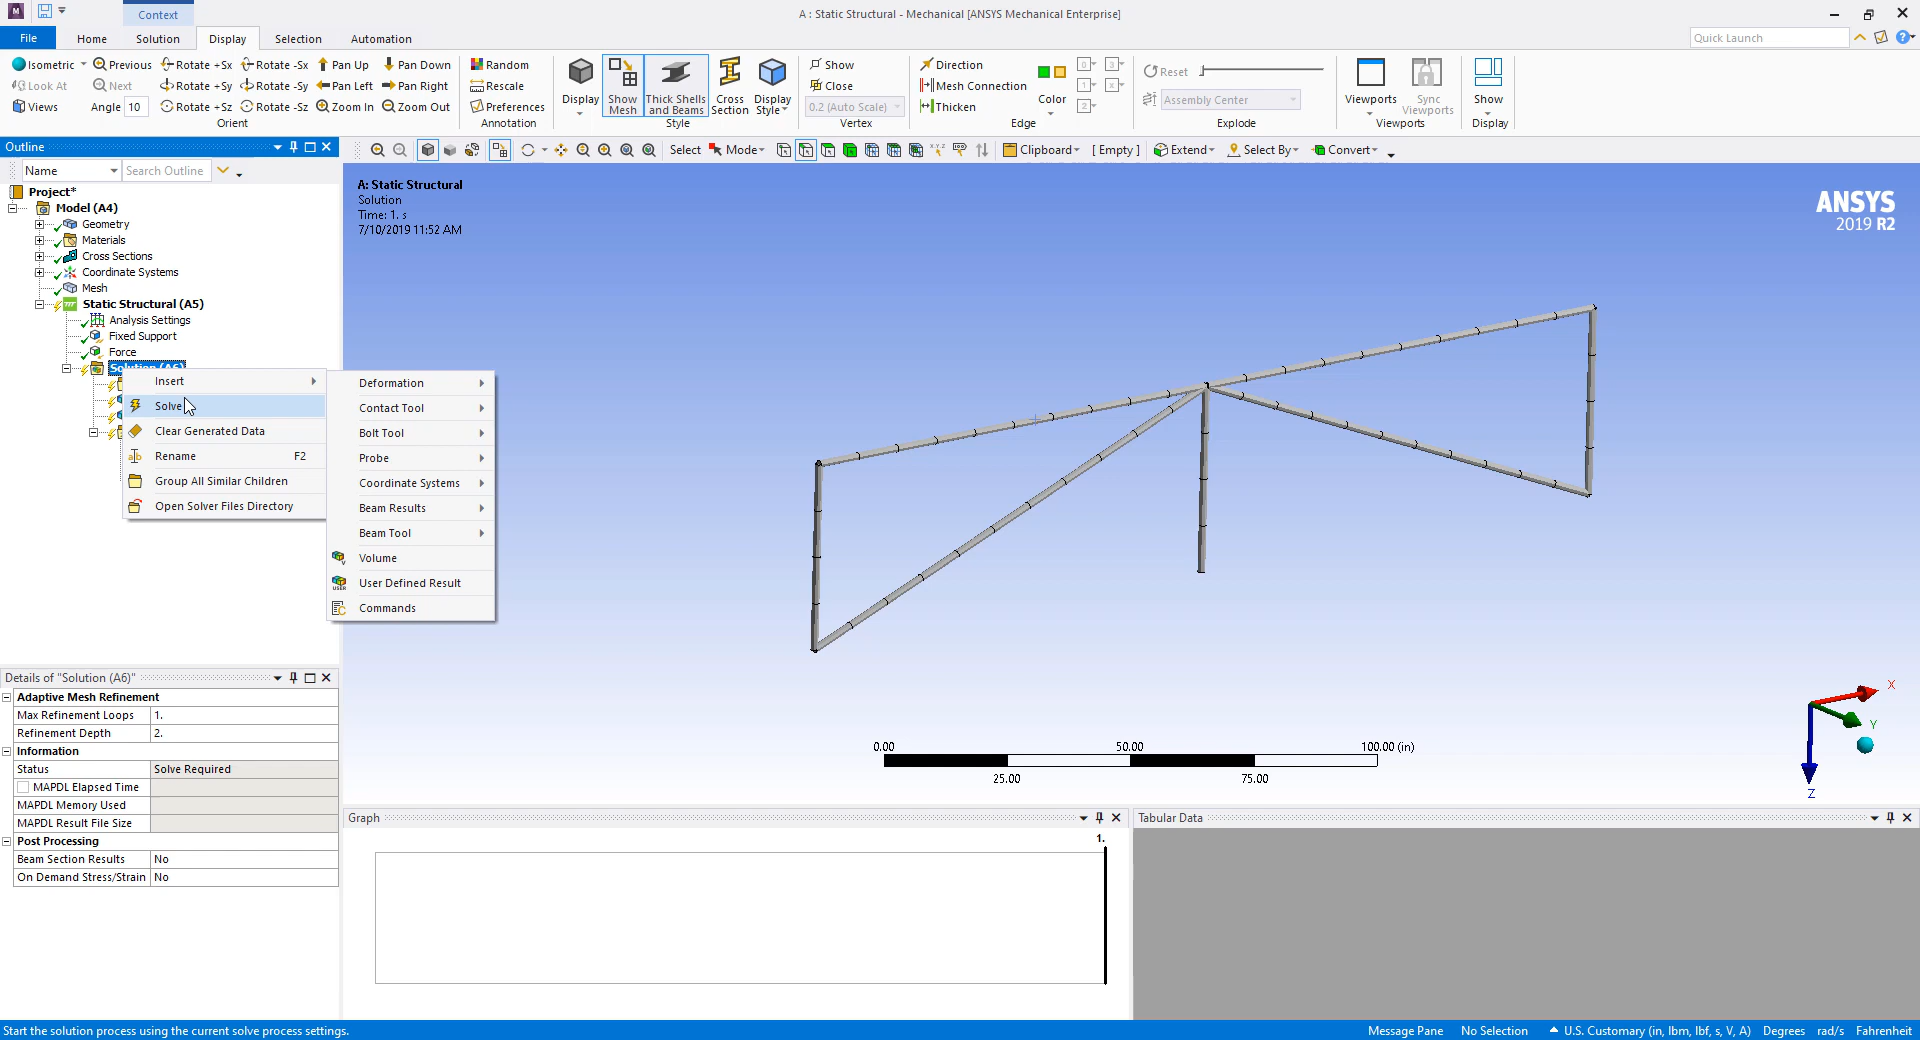 Context
A : Static Structural - Mechanical [ANSYS Mechanical Enterprise]
File Home Solution Display Selection Automation
Quick Launch
Isometric Previous Rotate +Sx Rotate -Sx Pan Up Pan Down
Look At Next Rotate +Sy Rotate -Sy Pan Left Pan Right
Views Angle 10 Rotate +Sz Rotate -Sz Zoom In Zoom Out
Orient
Random
Rescale
Preferences
Annotation
Display
Show Mesh
Thick Shells and Beams
Cross Section
Display Style
Style
Show
Close
0.2 (Auto Scale)
Vertex
Direction
Mesh Connection
Thicken
Color
0 3
1 x
2
Edge
Reset
Assembly Center
Explode
Viewports
Sync Viewports
Viewports
Show
Display
Outline
Select Mode Clipboard [ Empty ] Extend Select By Convert
Name Search Outline
Project*
Model (A4)
Geometry
Materials
Cross Sections
Coordinate Systems
Mesh
Static Structural (A5)
Analysis Settings
Fixed Support
Force
Solution (A6)
Insert
Solve
Clear Generated Data
Rename F2
Group All Similar Children
Open Solver Files Directory
Deformation
Contact Tool
Bolt Tool
Probe
Coordinate Systems
Beam Results
Beam Tool
Volume
User Defined Result
Commands
A: Static Structural
Solution
Time: 1. s
7/10/2019 11:52 AM
ANSYS
2019 R2
X
Y
Z
0.00 50.00 100.00 (in)
25.00 75.00
Details of "Solution (A6)"
Adaptive Mesh Refinement
Max Refinement Loops 1.
Refinement Depth 2.
Information
Status Solve Required
MAPDL Elapsed Time
MAPDL Memory Used
MAPDL Result File Size
Post Processing
Beam Section Results No
On Demand Stress/Strain No
Graph
1.
Tabular Data
Start the solution process using the current solve process settings.
Message Pane No Selection U.S. Customary (in, lbm, lbf, s, V, A) Degrees rad/s Fahrenheit